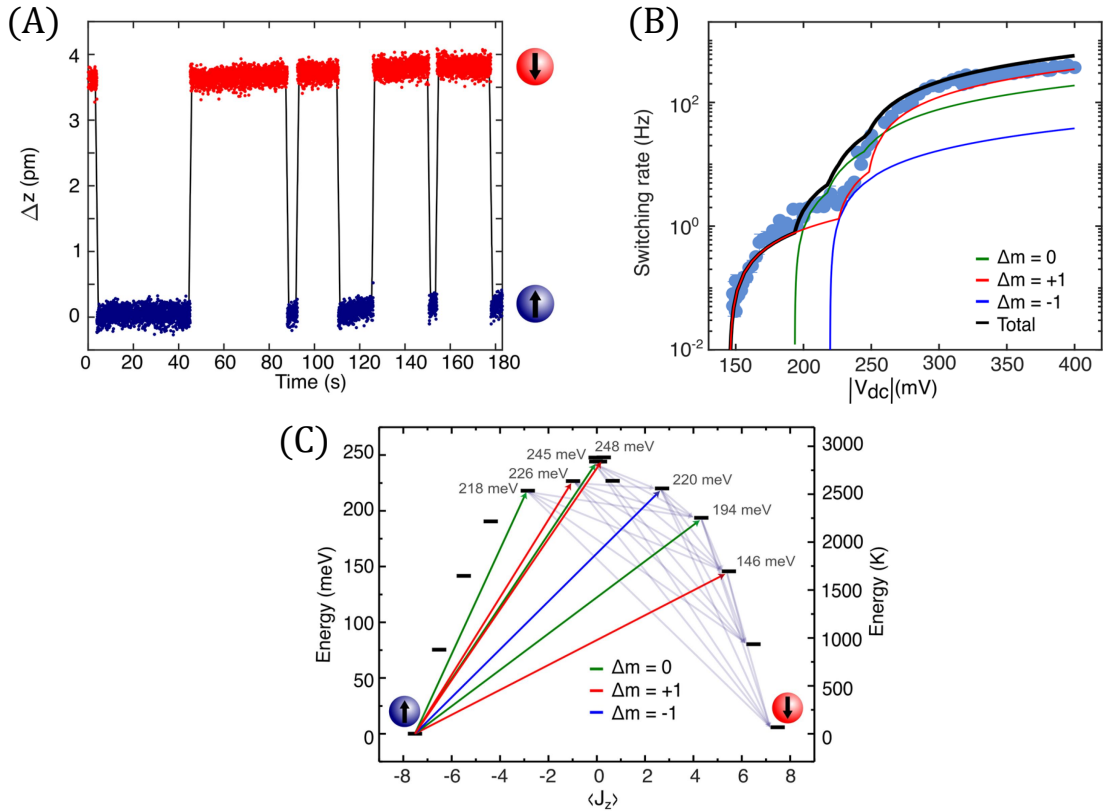 (A)
Δz (pm)
4
3
2
1
0
0 20 40 60 80 100 120 140 160 180
Time (s)
(B)
Switching rate (Hz)
10²
10⁰
10⁻²
Δm = 0
Δm = +1
Δm = -1
Total
150 200 250 300 350 400
|V_dc|(mV)
(C)
Energy (meV)
250
200
150
100
50
0
245 meV
248 meV
226 meV
218 meV
220 meV
194 meV
146 meV
Δm = 0
Δm = +1
Δm = -1
3000
2500
2000
1500
1000
500
0
Energy (K)
-8 -6 -4 -2 0 2 4 6 8
⟨J_z⟩